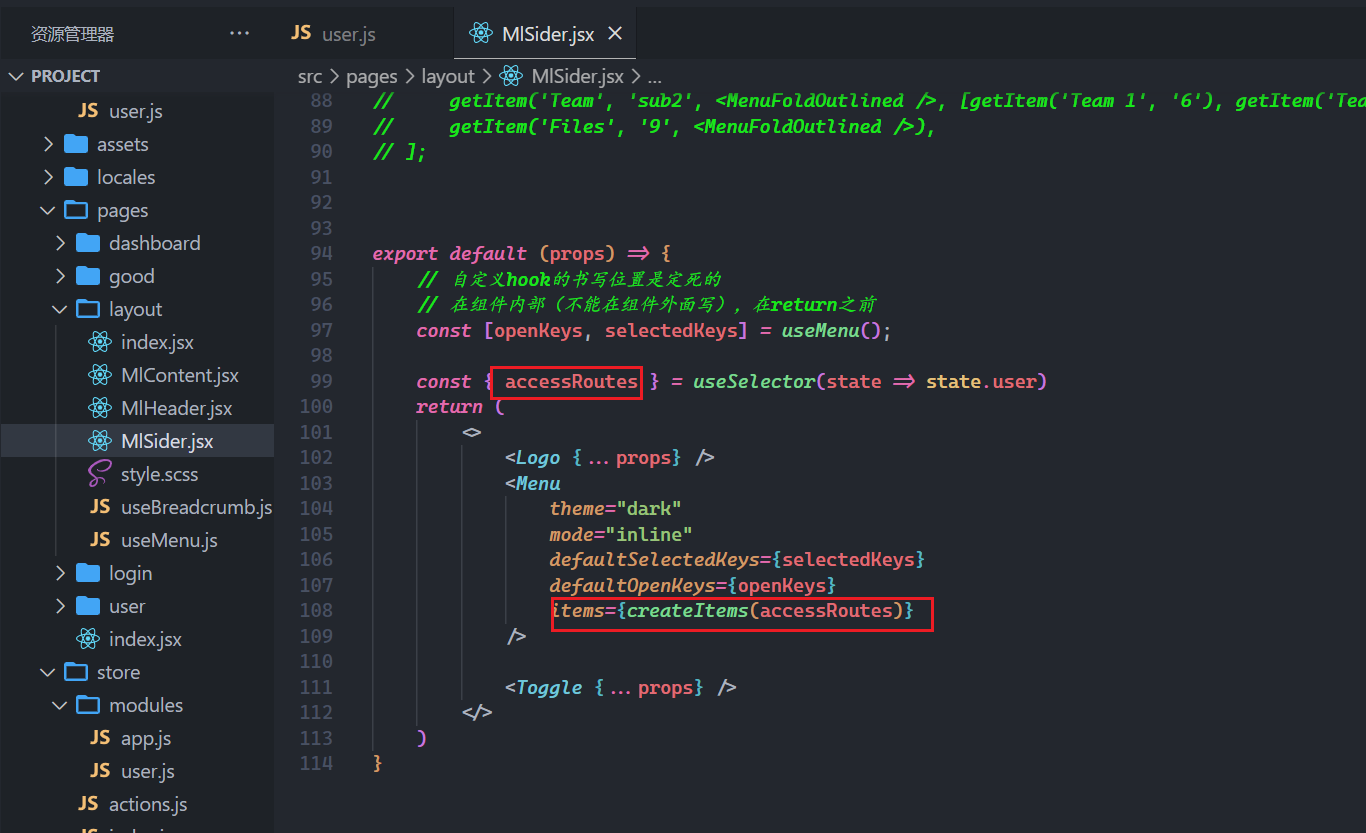 资源管理器 ···
JS user.js
MlSider.jsx ×
PROJECT
src > pages > layout > MlSider.jsx > ...
JS user.js
assets
locales
pages
dashboard
good
layout
index.jsx
MlContent.jsx
MlHeader.jsx
MlSider.jsx
style.scss
JS useBreadcrumb.js
JS useMenu.js
login
user
index.jsx
store
modules
JS app.js
JS user.js
JS actions.js
88 //     getItem('Team', 'sub2', <MenuFoldOutlined />, [getItem('Team 1', '6'), getItem('Tea
89 //     getItem('Files', '9', <MenuFoldOutlined />),
90 // ];
91
92
93
94 export default (props) => {
95     // 自定义hook的书写位置是定死的
96     // 在组件内部（不能在组件外面写），在return之前
97     const [openKeys, selectedKeys] = useMenu();
98
99     const { accessRoutes } = useSelector(state => state.user)
100     return (
101         <>
102             <Logo {...props} />
103             <Menu
104                 theme="dark"
105                 mode="inline"
106                 defaultSelectedKeys={selectedKeys}
107                 defaultOpenKeys={openKeys}
108                 items={createItems(accessRoutes)}
109             />
110
111             <Toggle {...props} />
112         </>
113     )
114 }